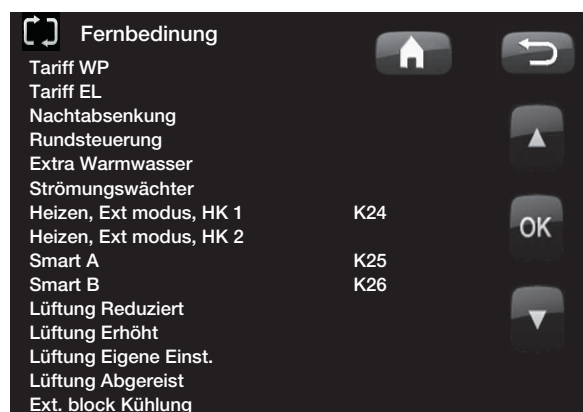 Fernbedinung
Tariff WP
Tariff EL
Nachtabsenkung
Rundsteuerung
Extra Warmwasser
Strömungswächter
Heizen, Ext modus, HK 1 K24
Heizen, Ext modus, HK 2
OK
Smart A K25
Smart B K26
Lüftung Reduziert
Lüftung Erhöht
Lüftung Eigene Einst.
Lüftung Abgereist
Ext. block Kühlung